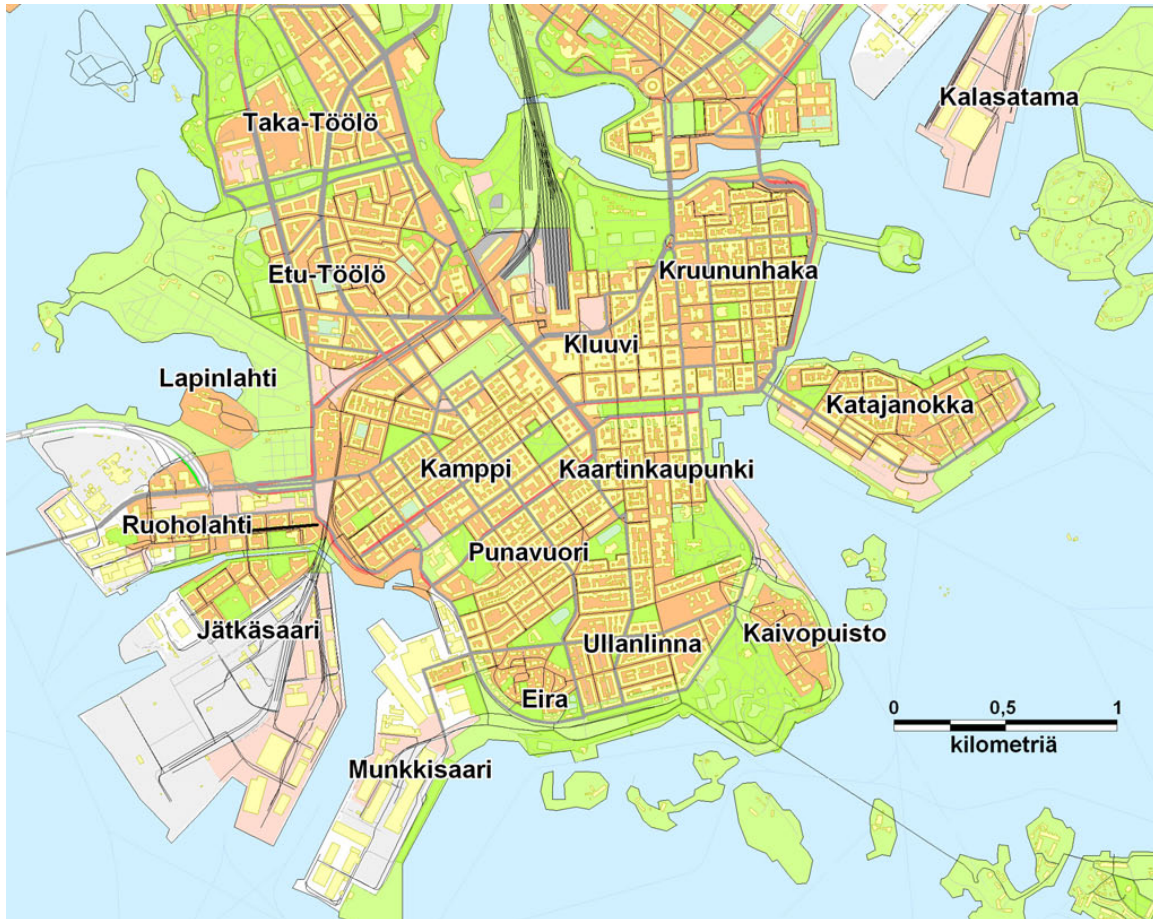 Kalasatama
Taka-Töölö
Etu-Töölö
Kruununhaka
Kluuvi
Lapinlahti
Katajanokka
Kamppi
Kaartinkaupunki
Ruoholahti
Punavuori
Jätkäsaari
Ullanlinna
Kaivopuisto
Eira
0 0,5 1
kilometriä
Munkkisaari